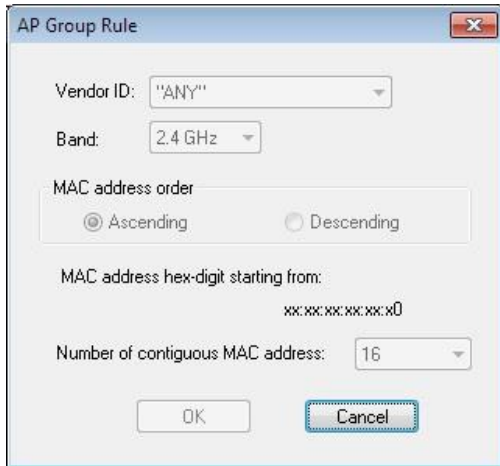 AP Group Rule
Vendor ID: "ANY"
Band: 2.4 GHz
MAC address order
Ascending Descending
MAC address hex-digit starting from:
xx:xx:xx:xx:xx:x0
Number of contiguous MAC address: 16
OK Cancel